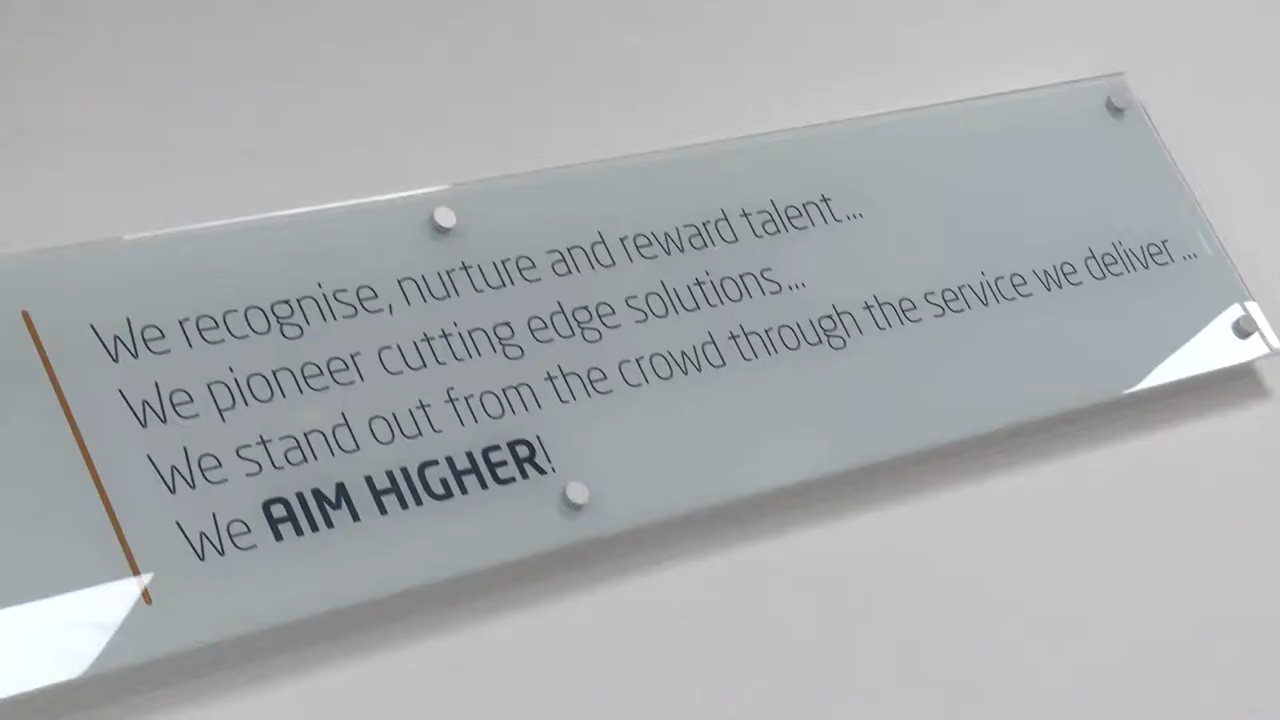 We recognise, nurture and reward talent...
We pioneer cutting edge solutions...
We stand out from the crowd through the service we deliver...
We AIM HIGHER!